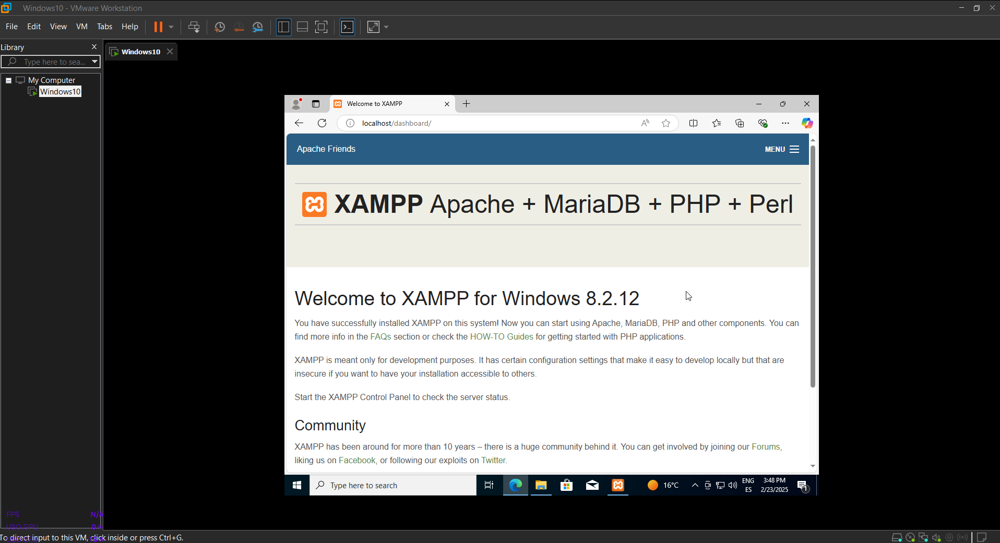 Windows10 - VMware Workstation
File Edit View VM Tabs Help
Library
Type here to sea...
My Computer
Windows10
Windows10
Welcome to XAMPP
localhost/dashboard/
Apache Friends
MENU
XAMPP Apache + MariaDB + PHP + Perl
Welcome to XAMPP for Windows 8.2.12
You have successfully installed XAMPP on this system! Now you can start using Apache, MariaDB, PHP and other components. You can
find more info in the FAQs section or check the HOW-TO Guides for getting started with PHP applications.
XAMPP is meant only for development purposes. It has certain configuration settings that make it easy to develop locally but that are
insecure if you want to have your installation accessible to others.
Start the XAMPP Control Panel to check the server status.
Community
XAMPP has been around for more than 10 years – there is a huge community behind it. You can get involved by joining our Forums,
liking us on Facebook, or following our exploits on Twitter.
Type here to search
16°C
ENG
ES
3:48 PM
2/23/2025
1
FPS N/A
USO GPU 0%
To direct input to this VM, click inside or press Ctrl+G.